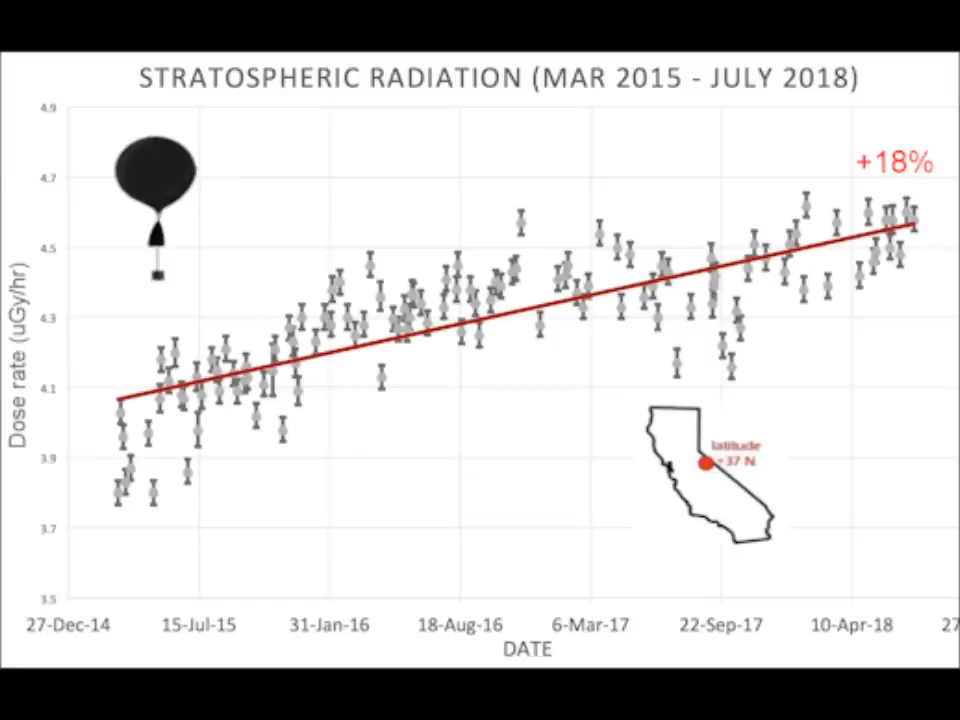 STRATOSPHERIC RADIATION (MAR 2015 - JULY 2018)
4.9
4.7
4.5
4.3
4.1
3.9
3.7
3.5
Dose rate (uGy/hr)
+18%
latitude
+37 N
27-Dec-14 15-Jul-15 31-Jan-16 18-Aug-16 6-Mar-17 22-Sep-17 10-Apr-18 27
DATE